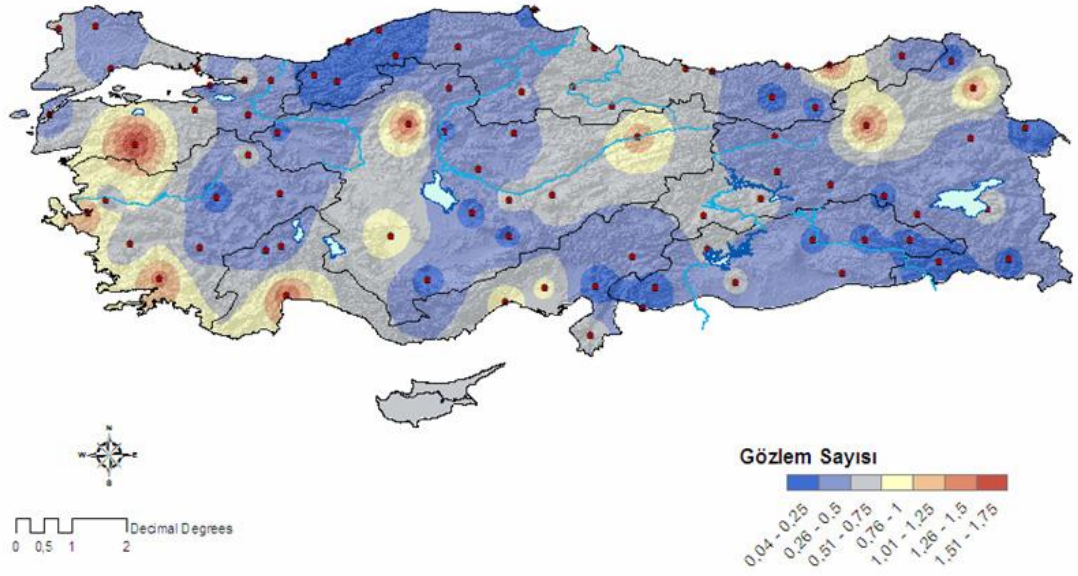 N
W E
S
Decimal Degrees
0 0,5 1 2
Gözlem Sayısı
0,04 - 0,25
0,26 - 0,5
0,51 - 0,75
0,76 - 1
1,01 - 1,25
1,26 - 1,5
1,51 - 1,75